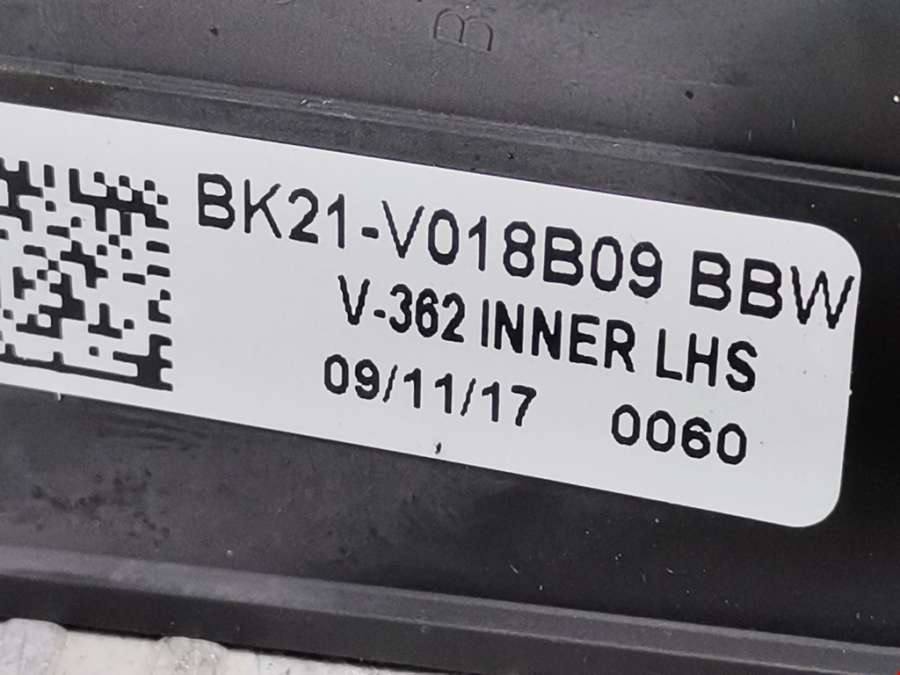 B
BK21-V018B09 BBW
V-362 INNER LHS
09/11/17 0060